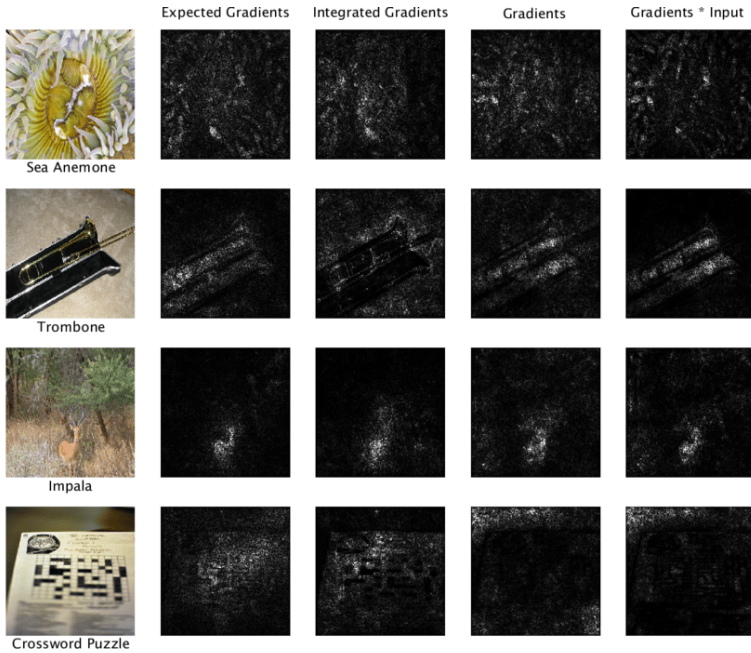 Expected Gradients Integrated Gradients Gradients Gradients * Input
Sea Anemone
Trombone
Impala
Crossword Puzzle